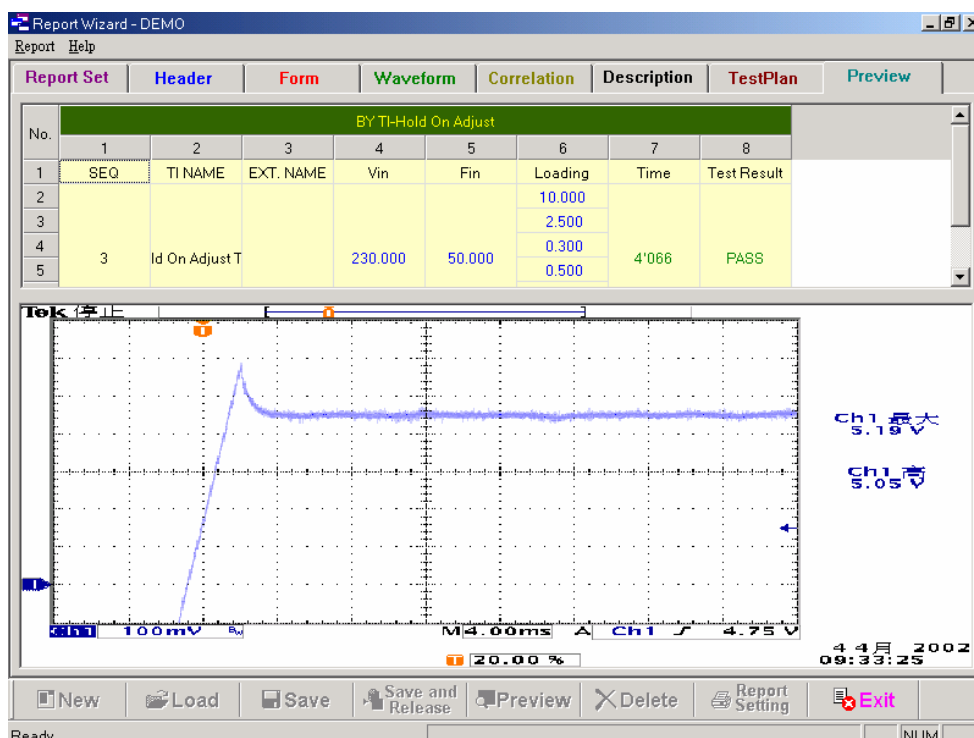 Report Wizard - DEMO
Report Help
Report Set Header Form Waveform Correlation Description TestPlan Preview
No. BY TI-Hold On Adjust
1 2 3 4 5 6 7 8
1 SEQ TI NAME EXT. NAME Vin Fin Loading Time Test Result
2 10.000
3 2.500
4 0.300
5 0.500
3 ld On Adjust T 230.000 50.000 4'066 PASS
Tek 停止
Ch1 最大
5.19 V
Ch1 高
5.05 V
1
Ch1 100mV BW M 4.00ms A Ch1 4.75 V
20.00 %
4 4月 2002
09:33:25
New Load Save Save and Release Preview Delete Report Setting Exit
Ready NUM